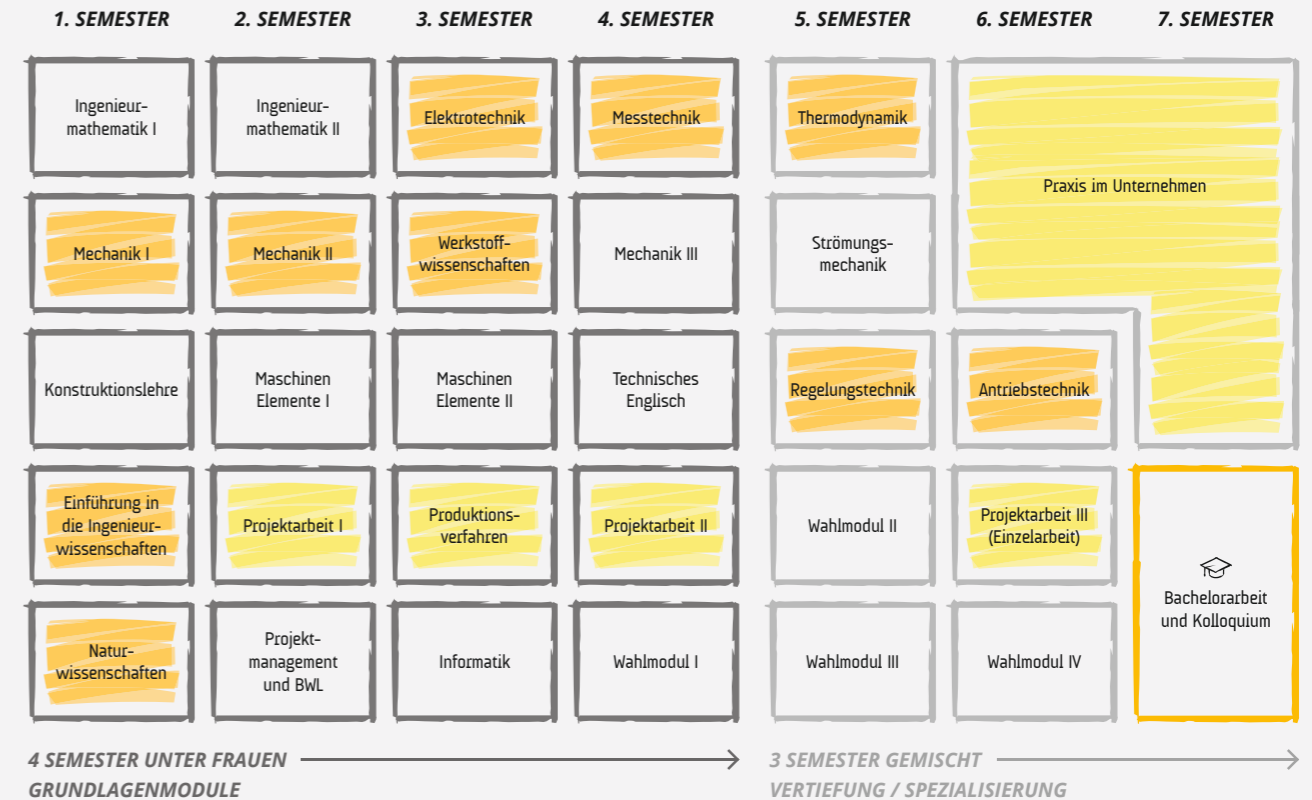 1. SEMESTER
2. SEMESTER
3. SEMESTER
4. SEMESTER
5. SEMESTER
6. SEMESTER
7. SEMESTER
Ingenieur-
mathematik I
Ingenieur-
mathematik II
Elektrotechnik
Messtechnik
Thermodynamik
Praxis im Unternehmen
Mechanik I
Mechanik II
Werkstoff-
wissenschaften
Mechanik III
Strömungs-
mechanik
Konstruktionslehre
Maschinen
Elemente I
Maschinen
Elemente II
Technisches
Englisch
Regelungstechnik
Antriebstechnik
Einführung in
die Ingenieur-
wissenschaften
Projektarbeit I
Produktions-
verfahren
Projektarbeit II
Wahlmodul II
Projektarbeit III
(Einzelarbeit)
Bachelorarbeit
und Kolloquium
Natur-
wissenschaften
Projekt-
management
und BWL
Informatik
Wahlmodul I
Wahlmodul III
Wahlmodul IV
4 SEMESTER UNTER FRAUEN
GRUNDLAGENMODULE
3 SEMESTER GEMISCHT
VERTIEFUNG / SPEZIALISIERUNG